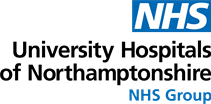 NHS
University Hospitals
of Northamptonshire
NHS Group